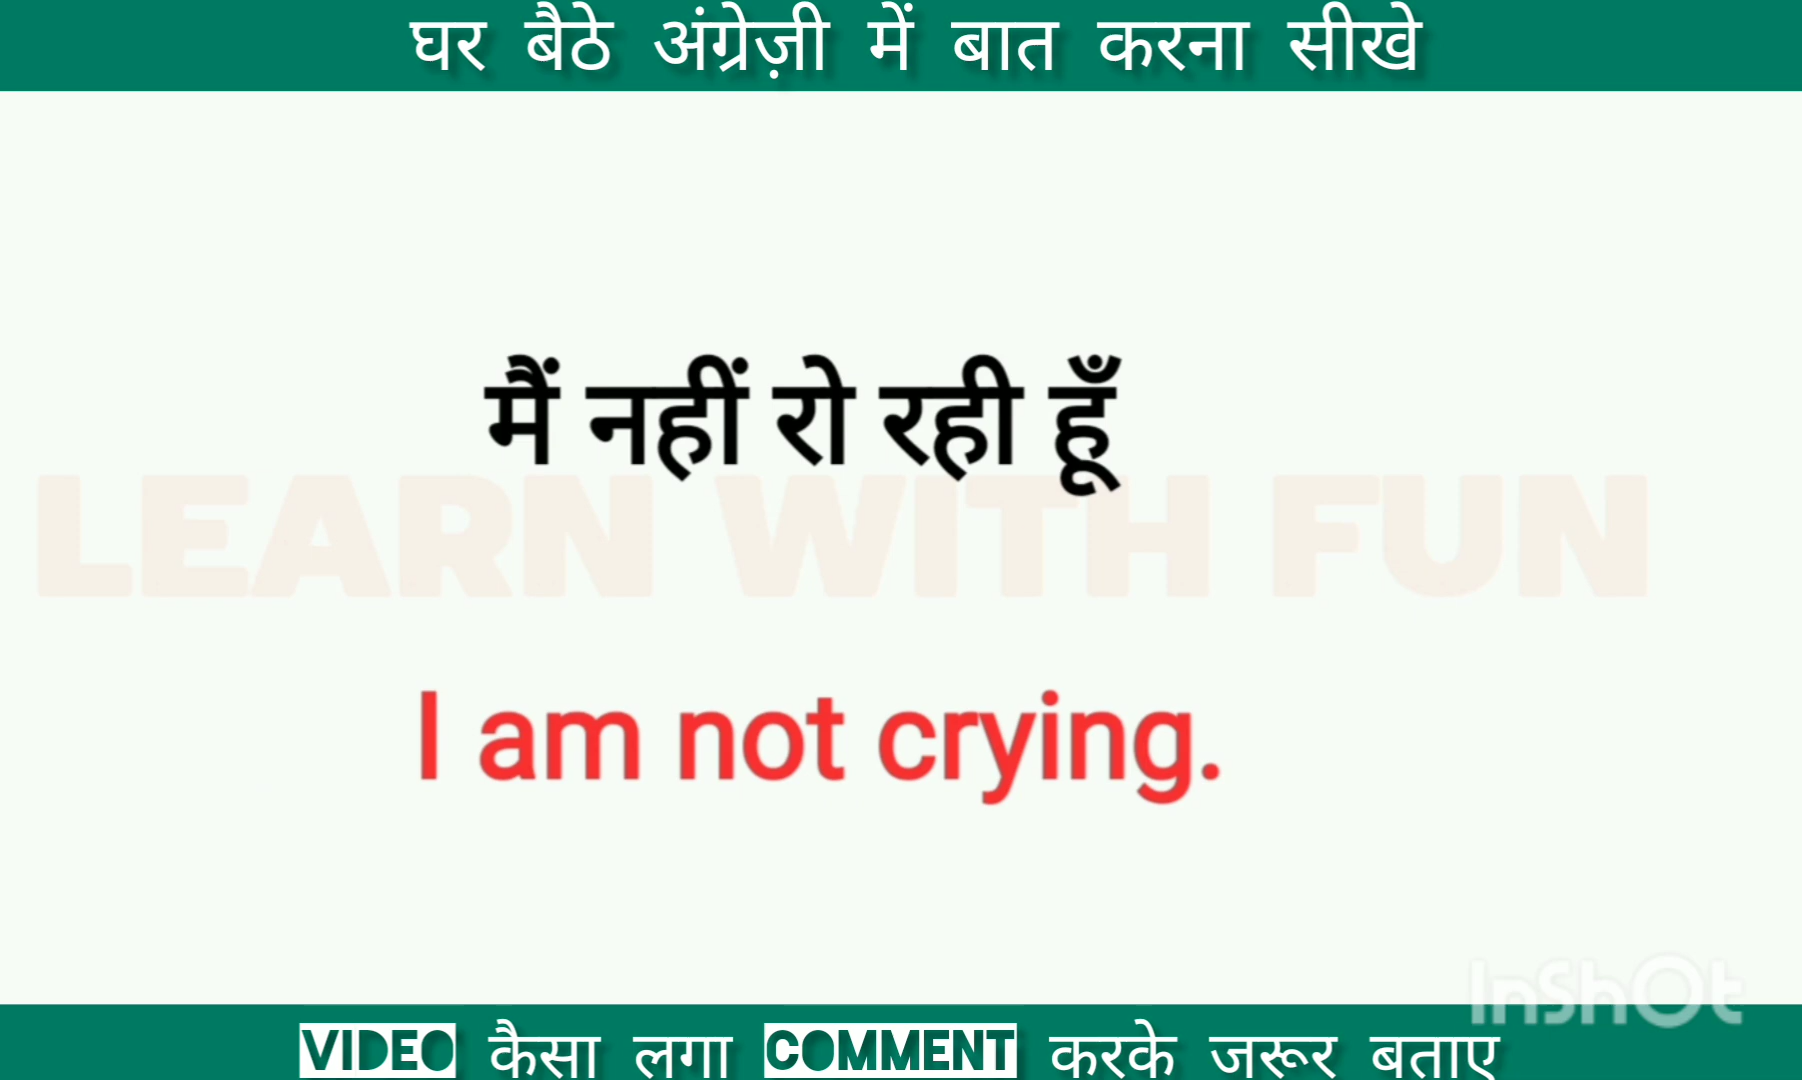 घर बैठे अंग्रेज़ी में बात करना सीखे
मैं नहीं रो रही हूँ
LEARN WITH FUN
I am not crying.
InShOt
VIDEO कैसा लगा COMMENT करके जरूर बताए